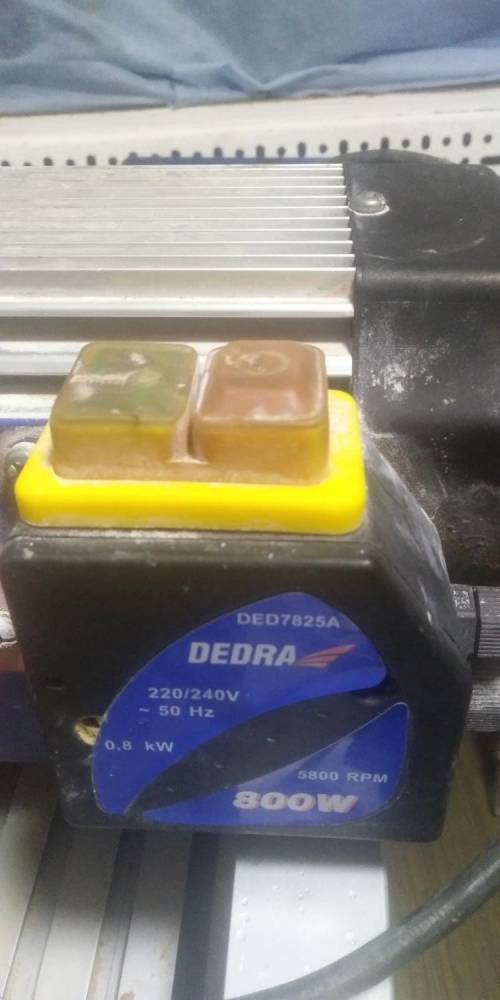 DED7825A
DEDRA
220/240V
~ 50 Hz
0,8 kW
5800 RPM
800W